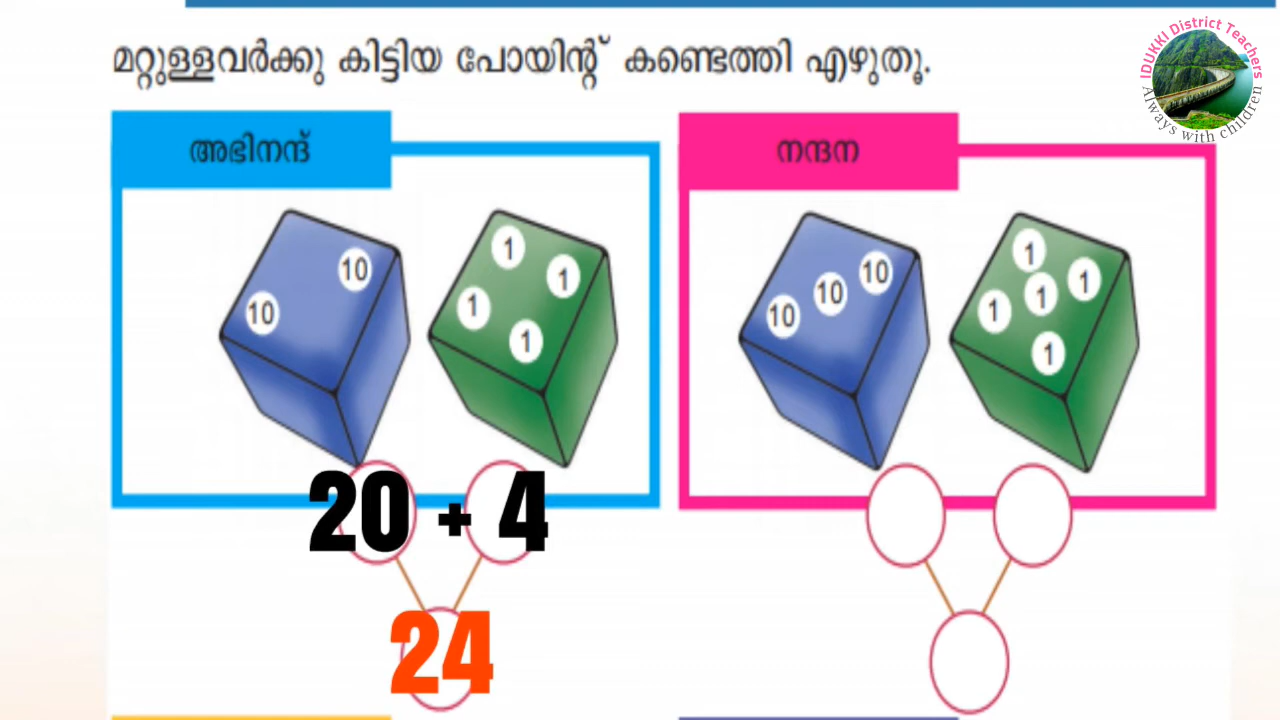 മറ്റുള്ളവർക്കു കിട്ടിയ പോയിന്റ് കണ്ടെത്തി എഴുതൂ.
IDUKKI District Teachers
Always with children
അഭിനന്ദ്
10
10
1
1
1
1
20 + 4
24
നന്ദന
10
10
10
1
1
1
1
1